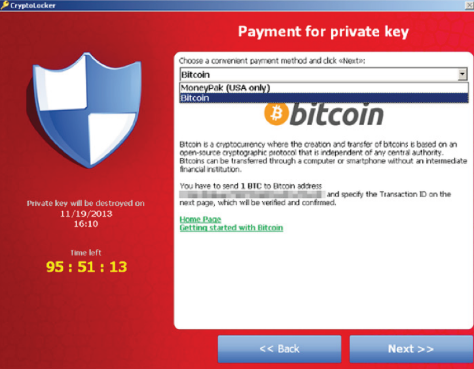 CryptoLocker
Payment for private key
Choose a convenient payment method and click «Next»:
Bitcoin
MoneyPak (USA only)
Bitcoin
bitcoin
Bitcoin is a cryptocurrency where the creation and transfer of bitcoins is based on an
open-source cryptographic protocol that is independent of any central authority.
Bitcoins can be transferred through a computer or smartphone without an intermediate
financial institution.
You have to send 1 BTC to Bitcoin address
and specify the Transaction ID on the
next page, which will be verified and confirmed.
Home Page
Getting started with Bitcoin
Private key will be destroyed on
11/19/2013
16:10
Time left
95 : 51 : 13
<< Back
Next >>